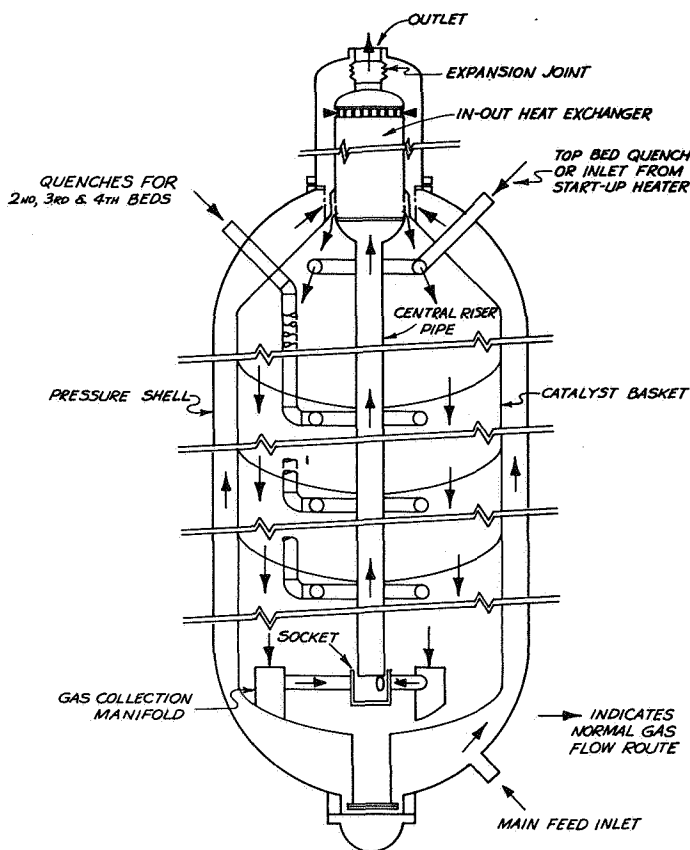 OUTLET
EXPANSION JOINT
IN-OUT HEAT EXCHANGER
TOP BED QUENCH
OR INLET FROM
START-UP HEATER
QUENCHES FOR
2ND, 3RD & 4TH BEDS
CENTRAL RISER
PIPE
PRESSURE SHELL
CATALYST BASKET
SOCKET
GAS COLLECTION
MANIFOLD
INDICATES
NORMAL GAS
FLOW ROUTE
MAIN FEED INLET